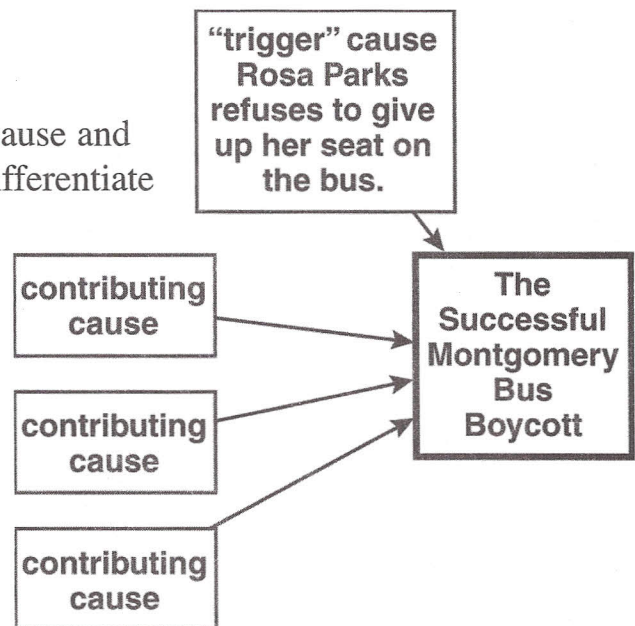 “trigger” cause
Rosa Parks
refuses to give
up her seat on
the bus.
ause and
ifferentiate
contributing
cause
contributing
cause
contributing
cause
The
Successful
Montgomery
Bus
Boycott